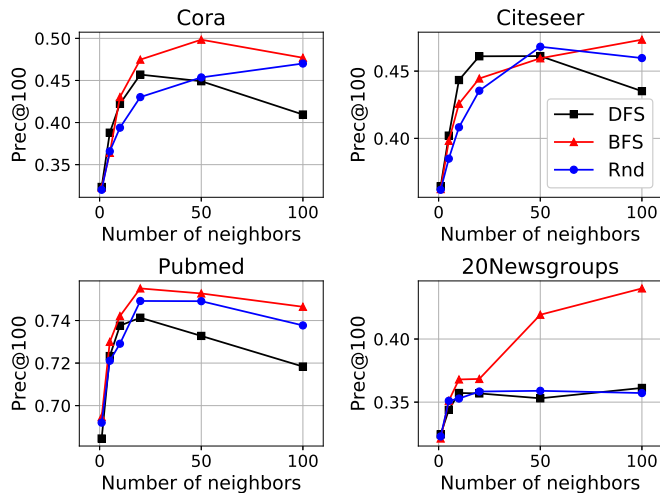 Cora
Prec@100
0.50
0.45
0.40
0.35
0
50
100
Number of neighbors
Citeseer
Prec@100
0.45
0.40
DFS
BFS
Rnd
0
50
100
Number of neighbors
Pubmed
Prec@100
0.74
0.72
0.70
0
50
100
Number of neighbors
20Newsgroups
Prec@100
0.40
0.35
0
50
100
Number of neighbors